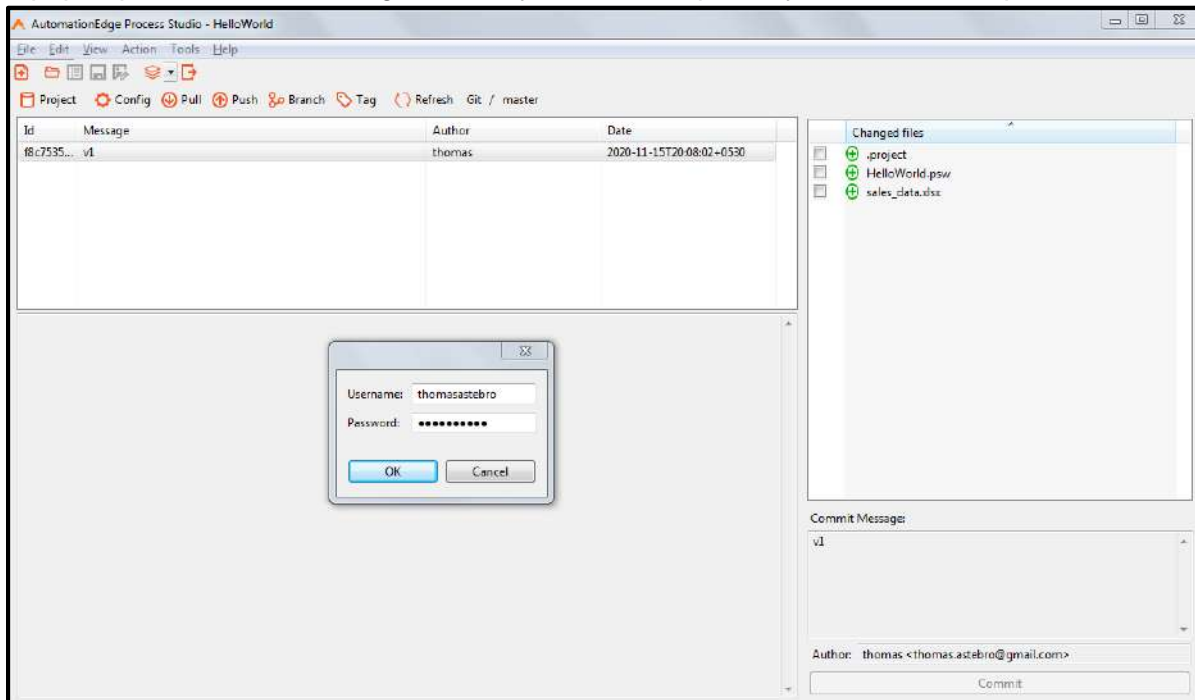 AutomationEdge Process Studio - HelloWorld
File Edit View Action Tools Help
Project Config Pull Push Branch Tag Refresh Git / master
Id Message Author Date
f8c7535... v1 thomas 2020-11-15T20:08:02+0530
Changed files
.project
HelloWorld.psw
sales_data.xlsx
Username: thomasastebro
Password: ●●●●●●●●●●
OK Cancel
Commit Message:
v1
Author: thomas <thomas.astebro@gmail.com>
Commit